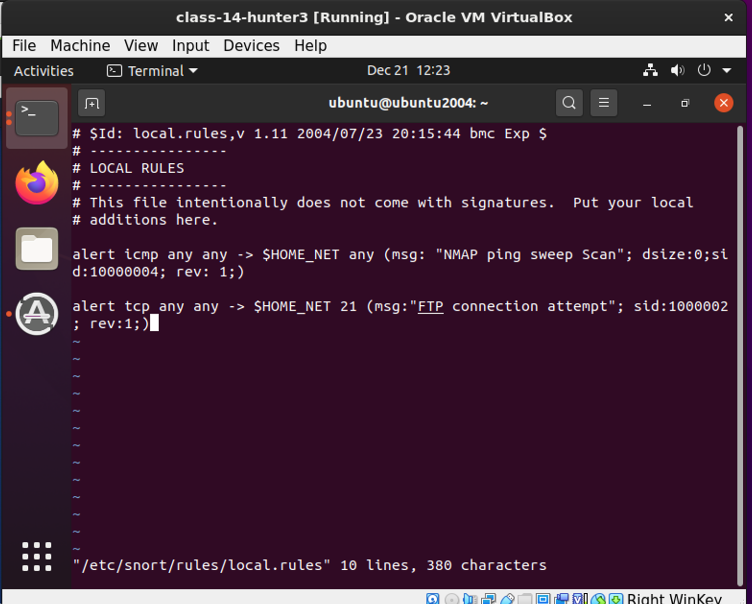 class-14-hunter3 [Running] - Oracle VM VirtualBox
File Machine View Input Devices Help
Activities Terminal Dec 21 12:23
ubuntu@ubuntu2004: ~
# $Id: local.rules,v 1.11 2004/07/23 20:15:44 bmc Exp $
# ----------------
# LOCAL RULES
# ----------------
# This file intentionally does not come with signatures.  Put your local
# additions here.
alert icmp any any -> $HOME_NET any (msg: "NMAP ping sweep Scan"; dsize:0;si
d:10000004; rev: 1;)
alert tcp any any -> $HOME_NET 21 (msg:"FTP connection attempt"; sid:1000002
; rev:1;)
~
~
~
~
~
~
~
~
~
~
~
~
~
"/etc/snort/rules/local.rules" 10 lines, 380 characters
Right WinKey